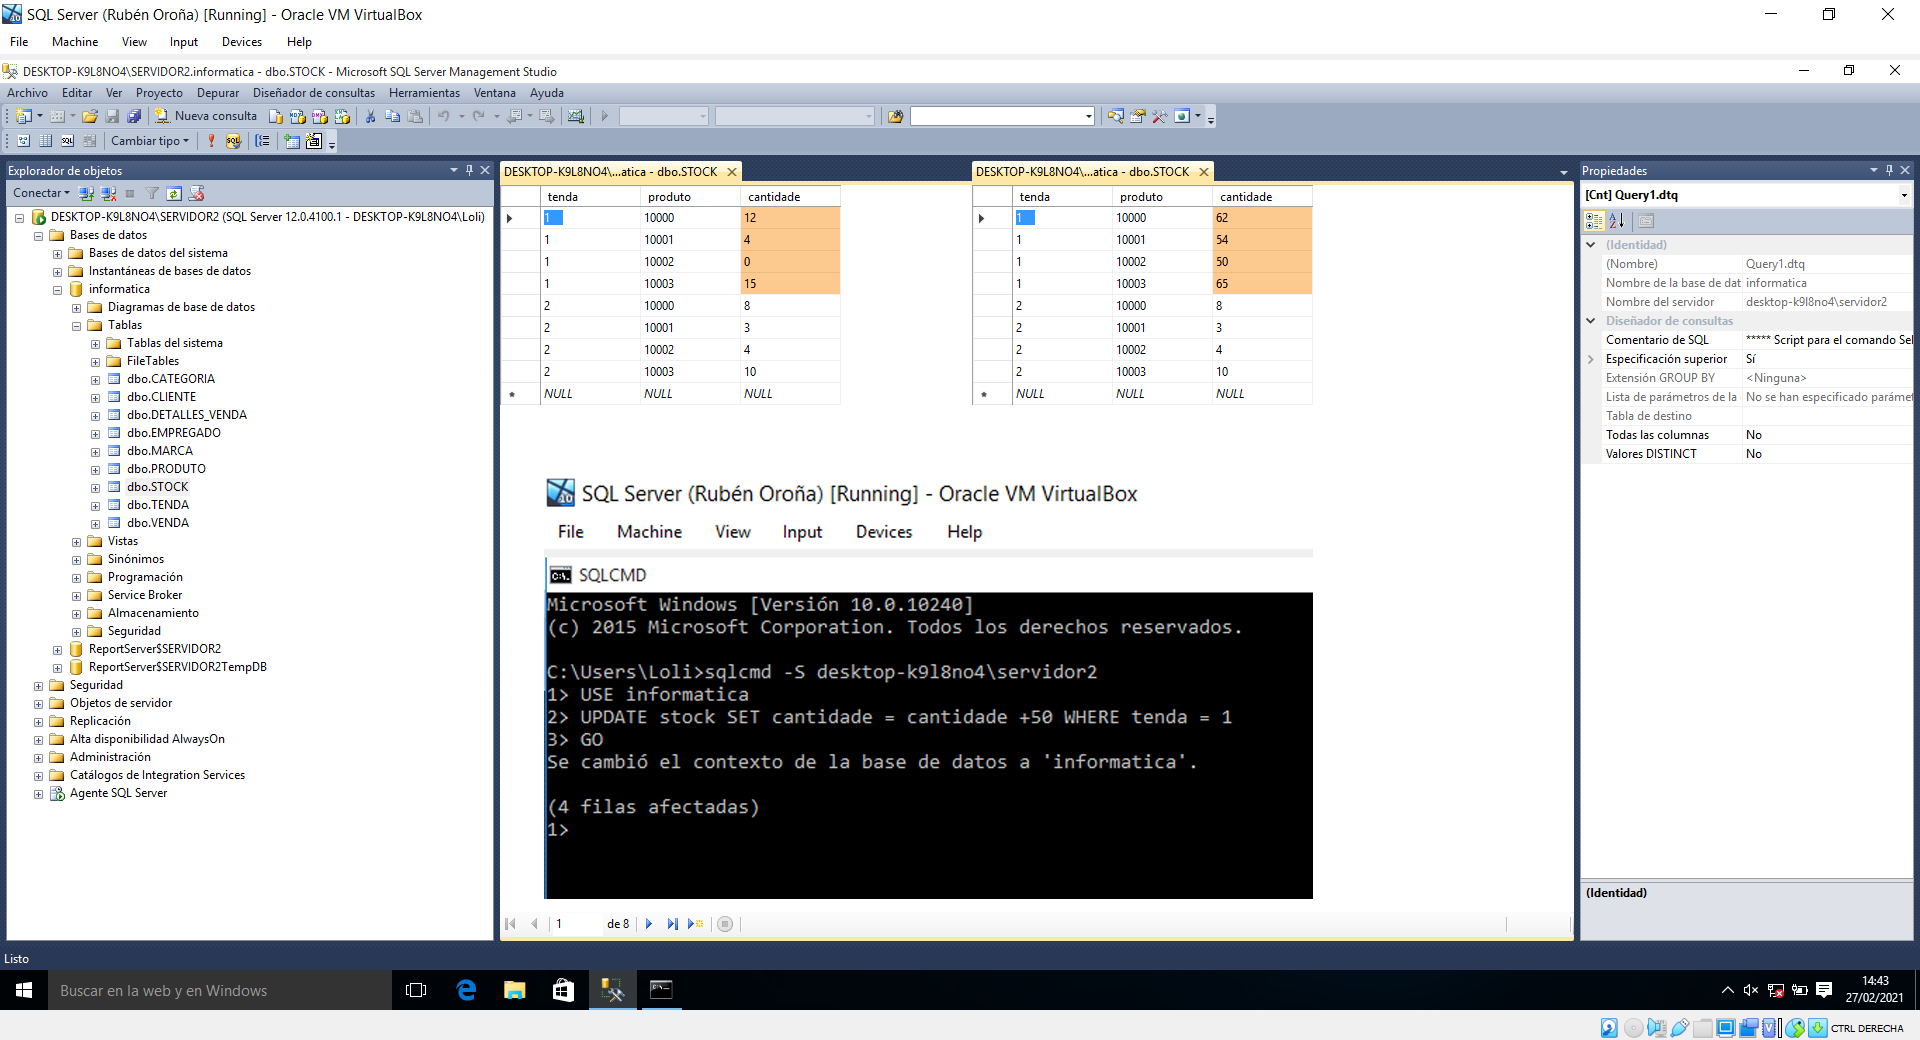 SQL Server (Rubén Oroña) [Running] - Oracle VM VirtualBox
File Machine View Input Devices Help
DESKTOP-K9L8NO4\SERVIDOR2.informatica - dbo.STOCK - Microsoft SQL Server Management Studio
Archivo Editar Ver Proyecto Depurar Diseñador de consultas Herramientas Ventana Ayuda
Nueva consulta
Cambiar tipo
Explorador de objetos
Conectar
DESKTOP-K9L8NO4\SERVIDOR2 (SQL Server 12.0.4100.1 - DESKTOP-K9L8NO4\Loli)
Bases de datos
Bases de datos del sistema
Instantáneas de bases de datos
informatica
Diagramas de base de datos
Tablas
Tablas del sistema
FileTables
dbo.CATEGORIA
dbo.CLIENTE
dbo.DETALLES_VENDA
dbo.EMPREGADO
dbo.MARCA
dbo.PRODUTO
dbo.STOCK
dbo.TENDA
dbo.VENDA
Vistas
Sinónimos
Programación
Service Broker
Almacenamiento
Seguridad
ReportServer$SERVIDOR2
ReportServer$SERVIDOR2TempDB
Seguridad
Objetos de servidor
Replicación
Alta disponibilidad AlwaysOn
Administración
Catálogos de Integration Services
Agente SQL Server
DESKTOP-K9L8NO4\...atica - dbo.STOCK
tenda produto cantidade
1 10000 12
1 10001 4
1 10002 0
1 10003 15
2 10000 8
2 10001 3
2 10002 4
2 10003 10
NULL NULL NULL
DESKTOP-K9L8NO4\...atica - dbo.STOCK
tenda produto cantidade
1 10000 62
1 10001 54
1 10002 50
1 10003 65
2 10000 8
2 10001 3
2 10002 4
2 10003 10
NULL NULL NULL
SQL Server (Rubén Oroña) [Running] - Oracle VM VirtualBox
File Machine View Input Devices Help
SQLCMD
Microsoft Windows [Versión 10.0.10240]
(c) 2015 Microsoft Corporation. Todos los derechos reservados.
C:\Users\Loli>sqlcmd -S desktop-k9l8no4\servidor2
1> USE informatica
2> UPDATE stock SET cantidade = cantidade +50 WHERE tenda = 1
3> GO
Se cambió el contexto de la base de datos a 'informatica'.
(4 filas afectadas)
1>
1 de 8
Propiedades
[Cnt] Query1.dtq
(Identidad)
(Nombre) Query1.dtq
Nombre de la base de dat informatica
Nombre del servidor desktop-k9l8no4\servidor2
Diseñador de consultas
Comentario de SQL ***** Script para el comando Sel
Especificación superior Sí
Extensión GROUP BY <Ninguna>
Lista de parámetros de la No se han especificado paráme
Tabla de destino
Todas las columnas No
Valores DISTINCT No
(Identidad)
Listo
Buscar en la web y en Windows
14:43
27/02/2021
CTRL DERECHA